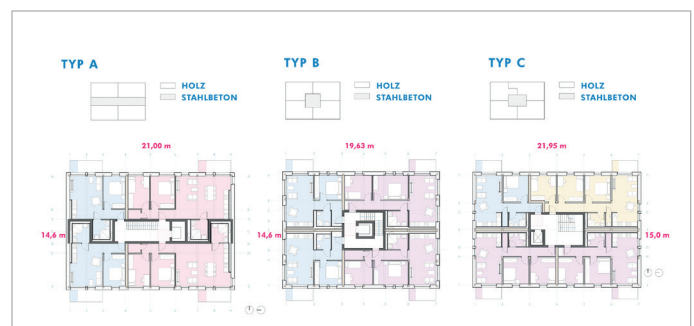 TYP A
TYP B
TYP C
HOLZ
STAHLBETON
HOLZ
STAHLBETON
HOLZ
STAHLBETON
21,00 m
19,63 m
21,95 m
14,6 m
14,6 m
15,0 m